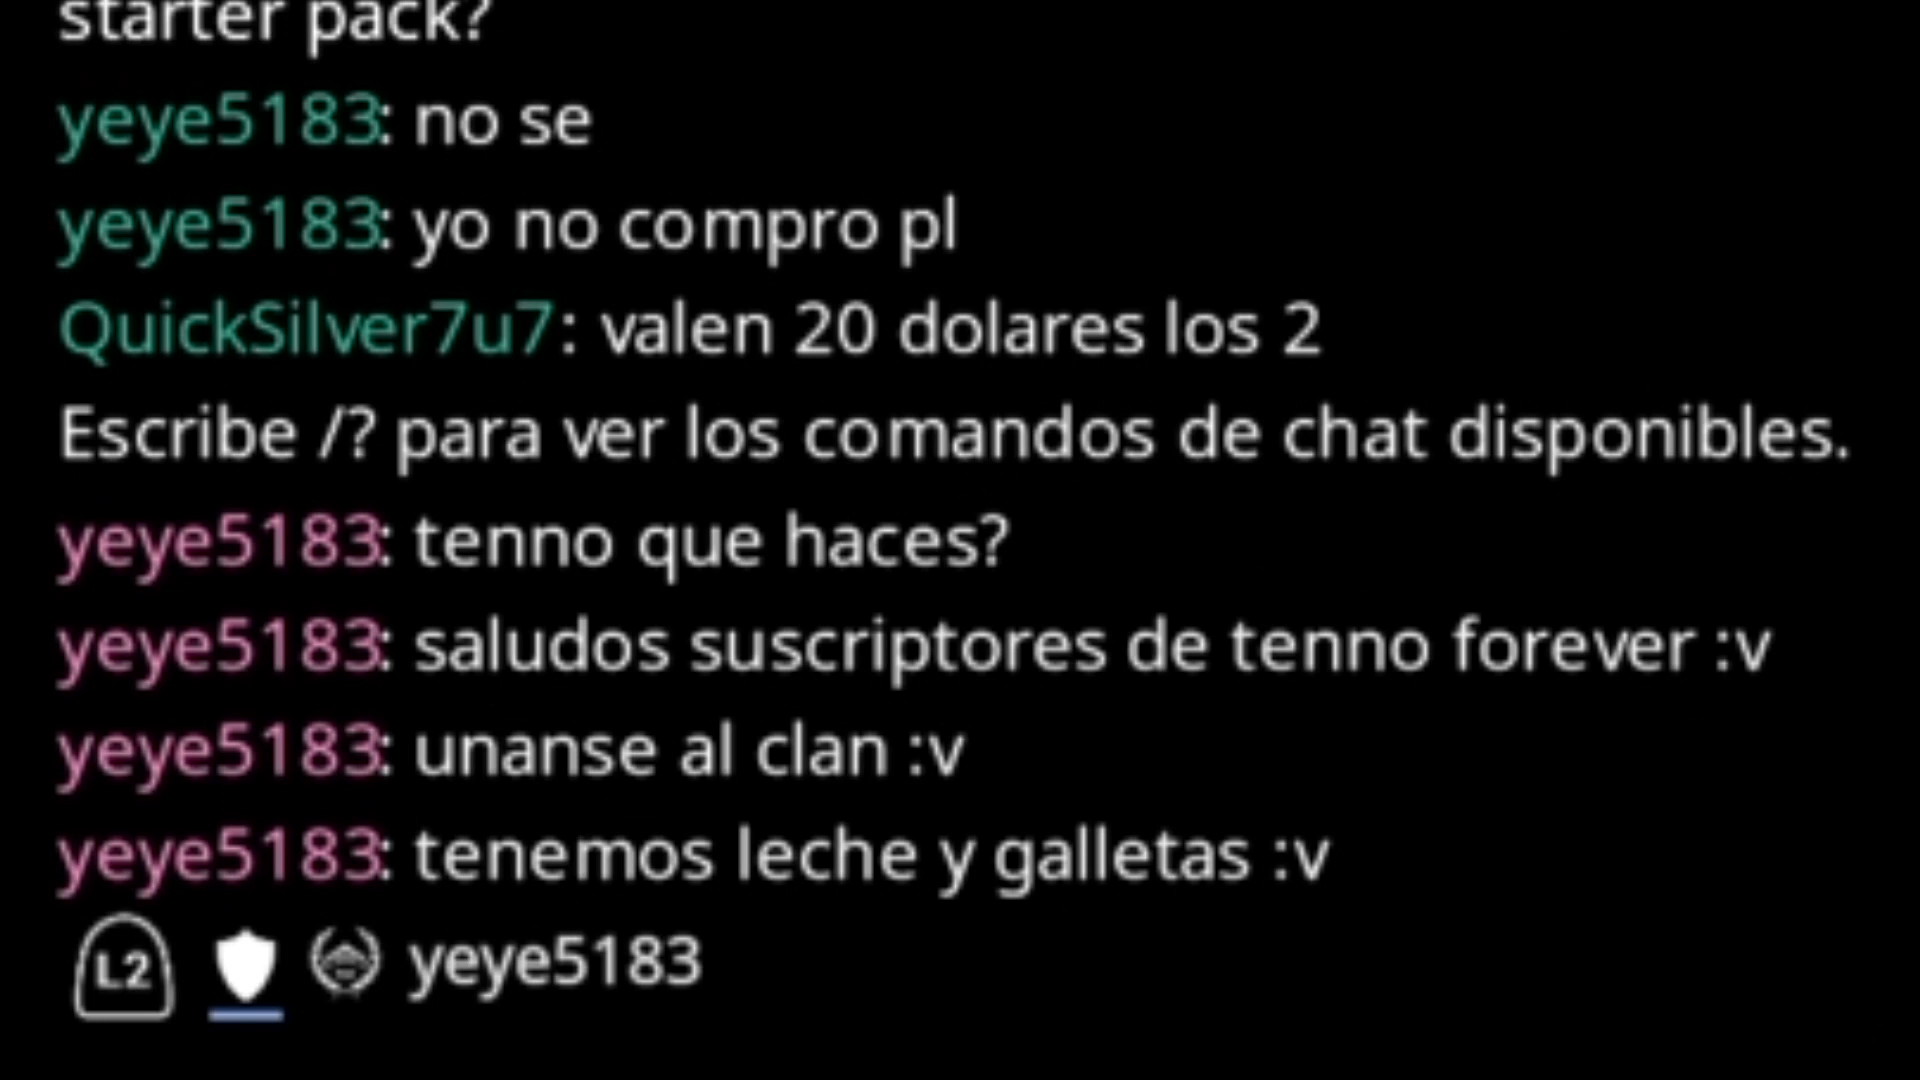 starter pack?
yeye5183: no se
yeye5183: yo no compro pl
QuickSilver7u7: valen 20 dolares los 2
Escribe /? para ver los comandos de chat disponibles.
yeye5183: tenno que haces?
yeye5183: saludos suscriptores de tenno forever :v
yeye5183: unanse al clan :v
yeye5183: tenemos leche y galletas :v
L2 yeye5183